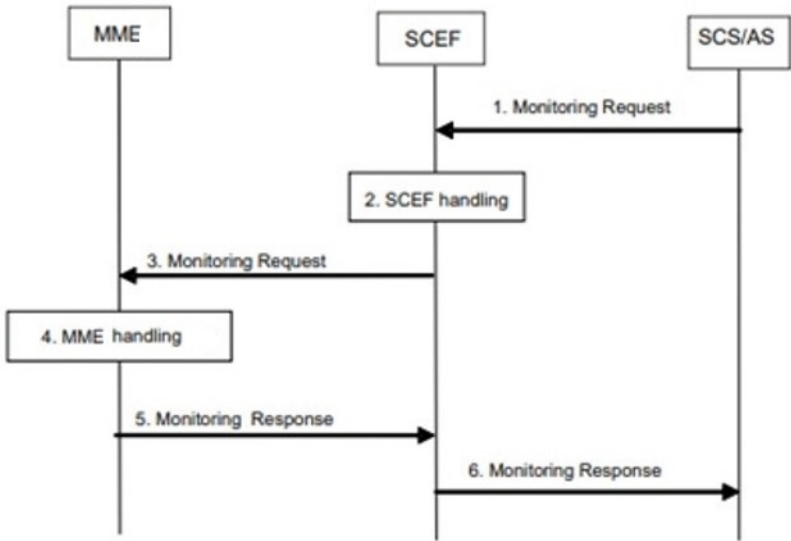 MME
SCEF
SCS/AS
1. Monitoring Request
2. SCEF handling
3. Monitoring Request
4. MME handling
5. Monitoring Response
6. Monitoring Response